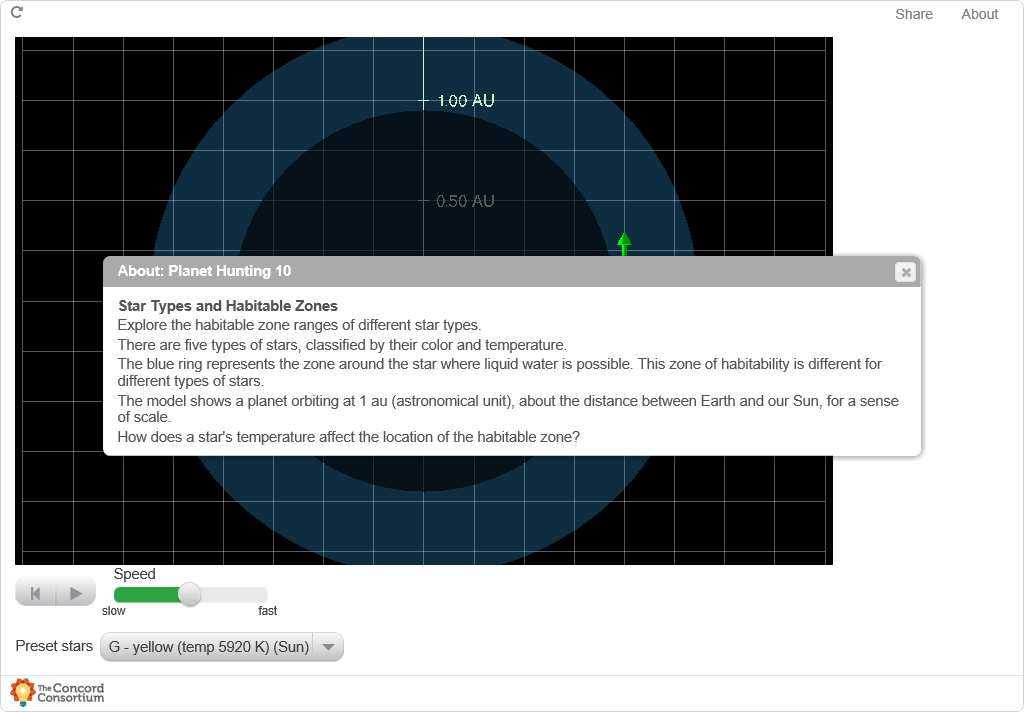 Share About
1.00 AU
0.50 AU
About: Planet Hunting 10
Star Types and Habitable Zones
Explore the habitable zone ranges of different star types.
There are five types of stars, classified by their color and temperature.
The blue ring represents the zone around the star where liquid water is possible. This zone of habitability is different for
different types of stars.
The model shows a planet orbiting at 1 au (astronomical unit), about the distance between Earth and our Sun, for a sense
of scale.
How does a star's temperature affect the location of the habitable zone?
Speed
slow fast
Preset stars G - yellow (temp 5920 K) (Sun)
The Concord
Consortium